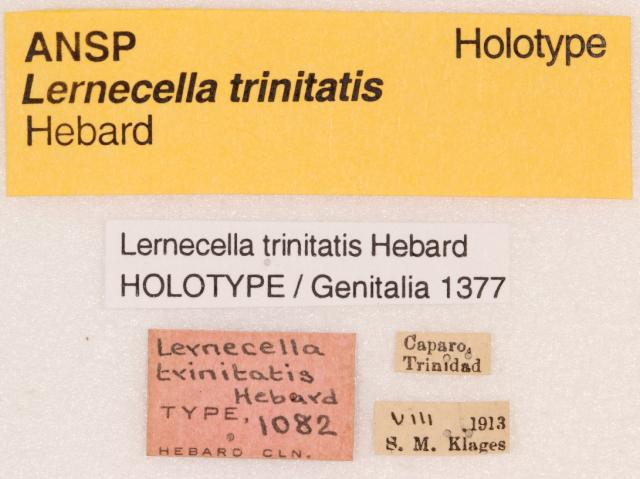 ANSP Holotype
Lernecella trinitatis
Hebard
Lernecella trinitatis Hebard
HOLOTYPE / Genitalia 1377
Lernecella
trinitatis
Hebard
TYPE, 1082
HEBARD CLN.
Caparo,
Trinidad
VIII .1913
S. M. Klages